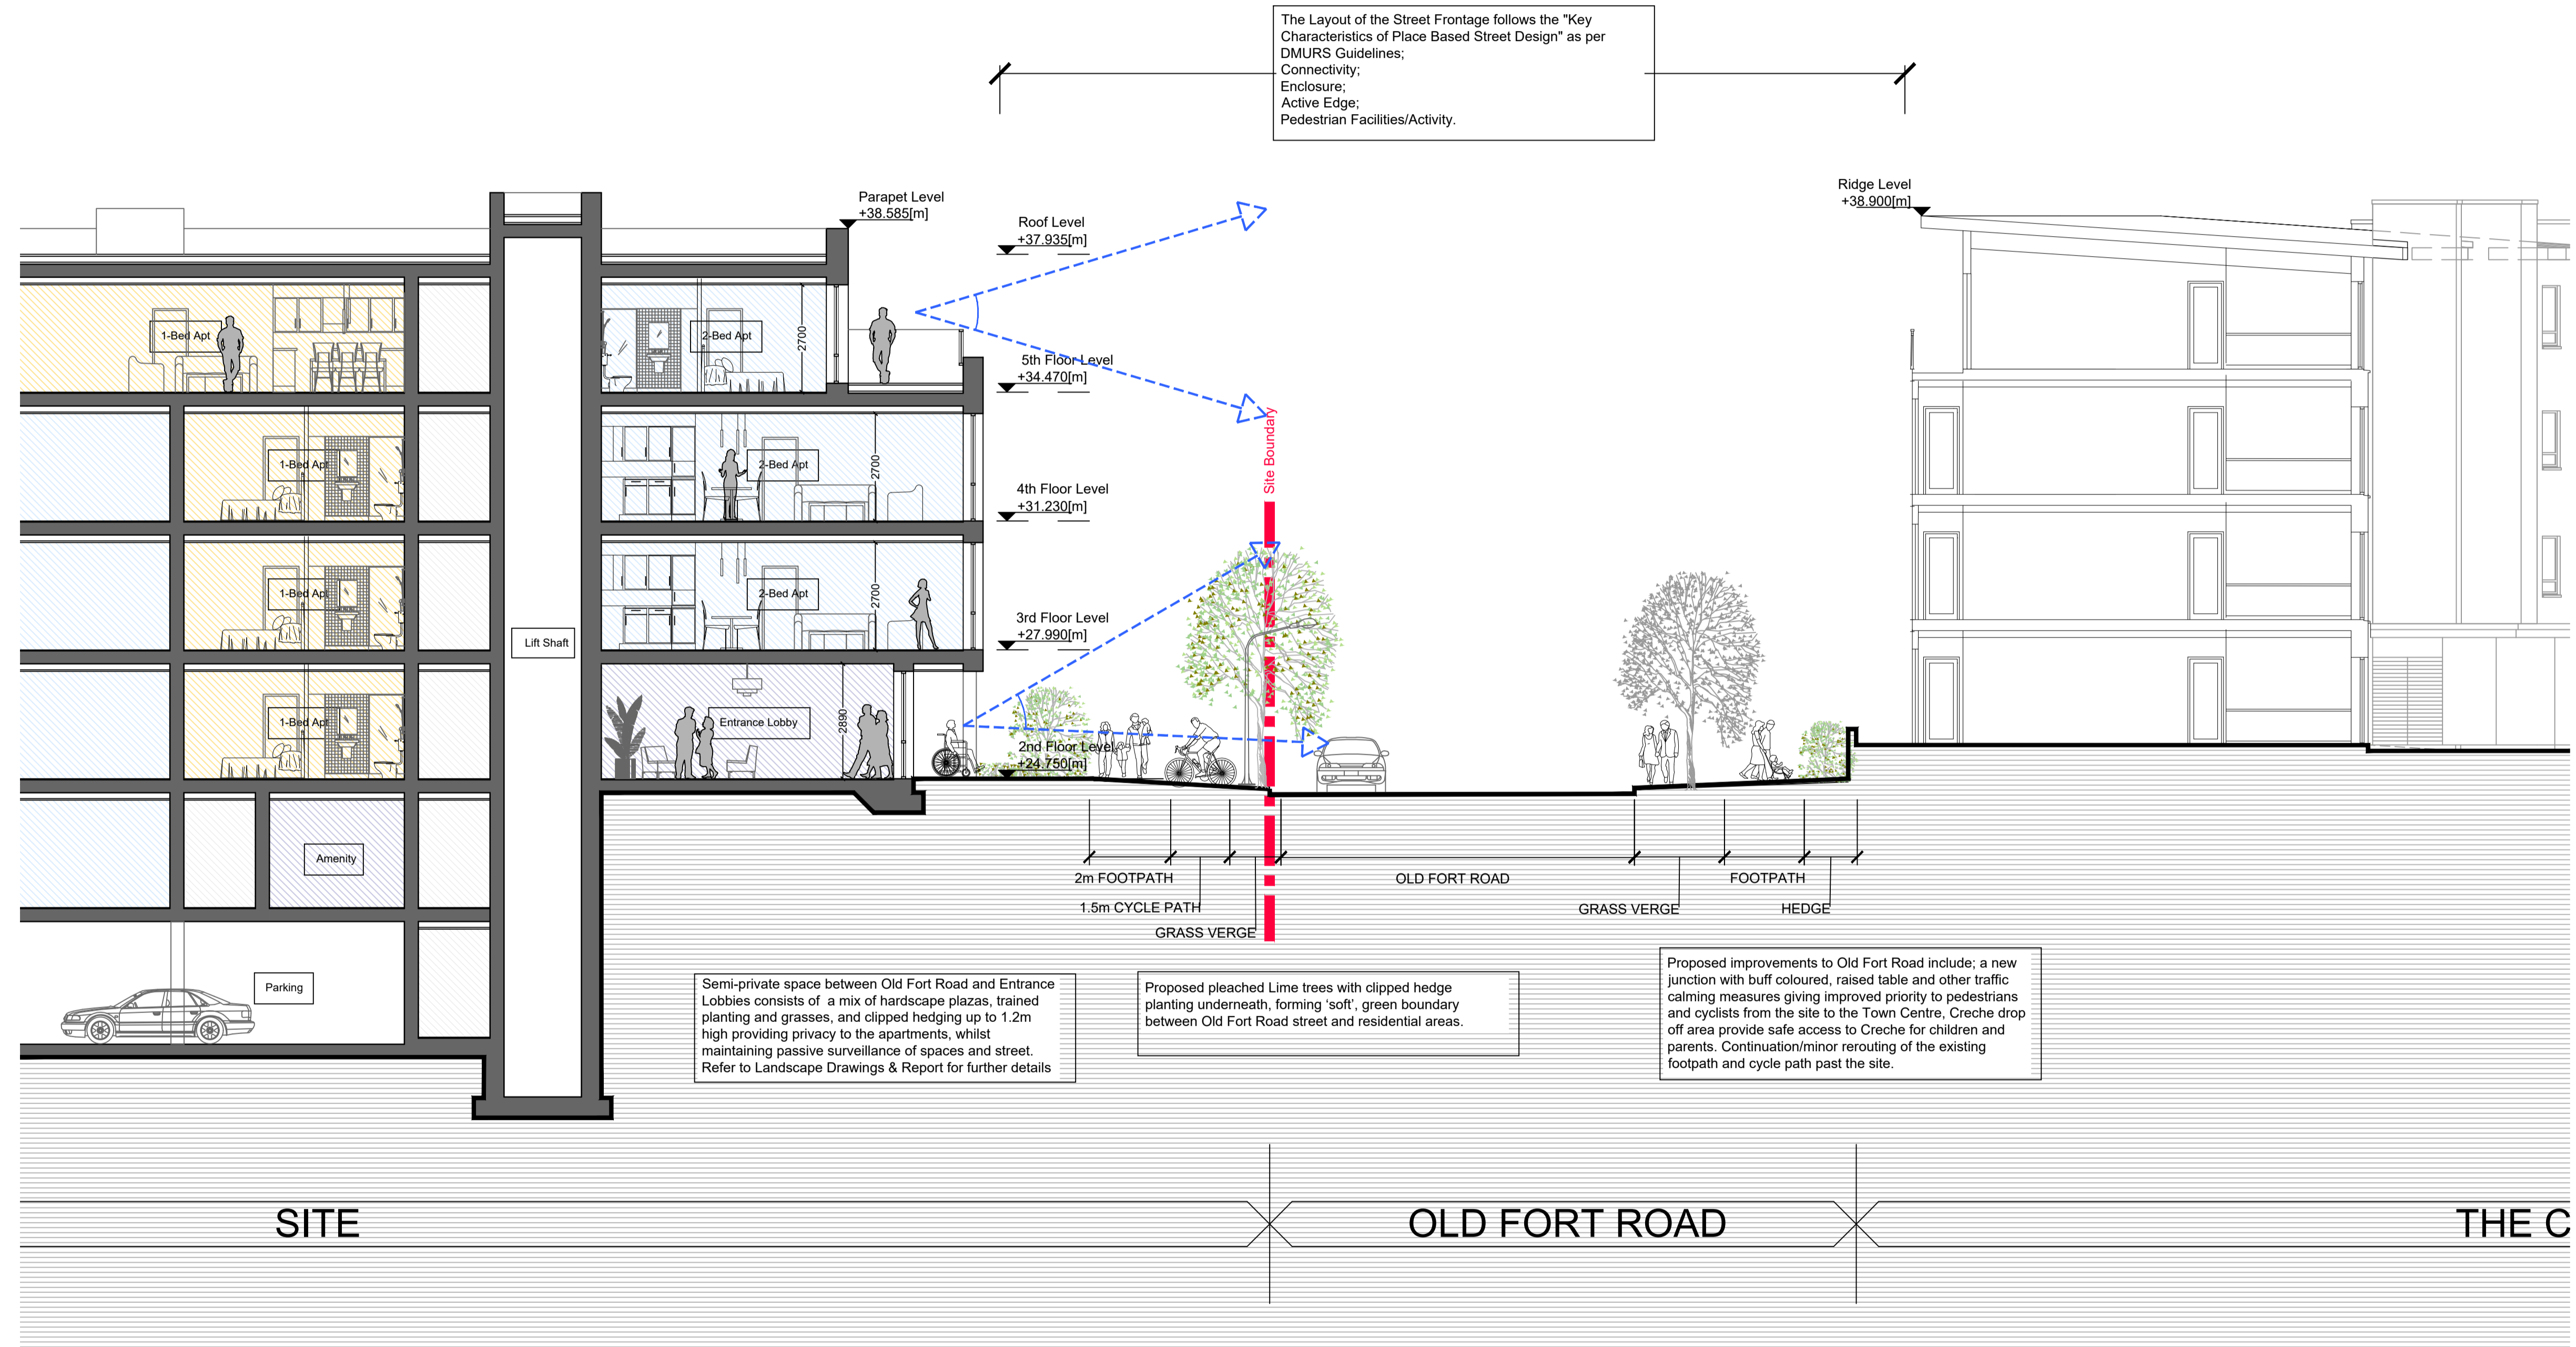 The Layout of the Street Frontage follows the "Key
Characteristics of Place Based Street Design" as per
DMURS Guidelines;
Connectivity;
Enclosure;
Active Edge;
Pedestrian Facilities/Activity.
Parapet Level
+38.585[m]
Roof Level
+37.935[m]
Ridge Level
+38.900[m]
1-Bed Apt
2-Bed Apt
2700
5th Floor Level
+34.470[m]
Site Boundary
1-Bed Apt
2-Bed Apt
2700
4th Floor Level
+31.230[m]
1-Bed Apt
2-Bed Apt
2700
3rd Floor Level
+27.990[m]
Lift Shaft
1-Bed Apt
Entrance Lobby
2890
2nd Floor Level
+24.750[m]
Amenity
2m FOOTPATH
OLD FORT ROAD
FOOTPATH
1.5m CYCLE PATH
GRASS VERGE
HEDGE
GRASS VERGE
Parking
Semi-private space between Old Fort Road and Entrance
Lobbies consists of a mix of hardscape plazas, trained
planting and grasses, and clipped hedging up to 1.2m
high providing privacy to the apartments, whilst
maintaining passive surveillance of spaces and street.
Refer to Landscape Drawings & Report for further details
Proposed pleached Lime trees with clipped hedge
planting underneath, forming ‘soft’, green boundary
between Old Fort Road street and residential areas.
Proposed improvements to Old Fort Road include; a new
junction with buff coloured, raised table and other traffic
calming measures giving improved priority to pedestrians
and cyclists from the site to the Town Centre, Creche drop
off area provide safe access to Creche for children and
parents. Continuation/minor rerouting of the existing
footpath and cycle path past the site.
SITE
OLD FORT ROAD
THE C